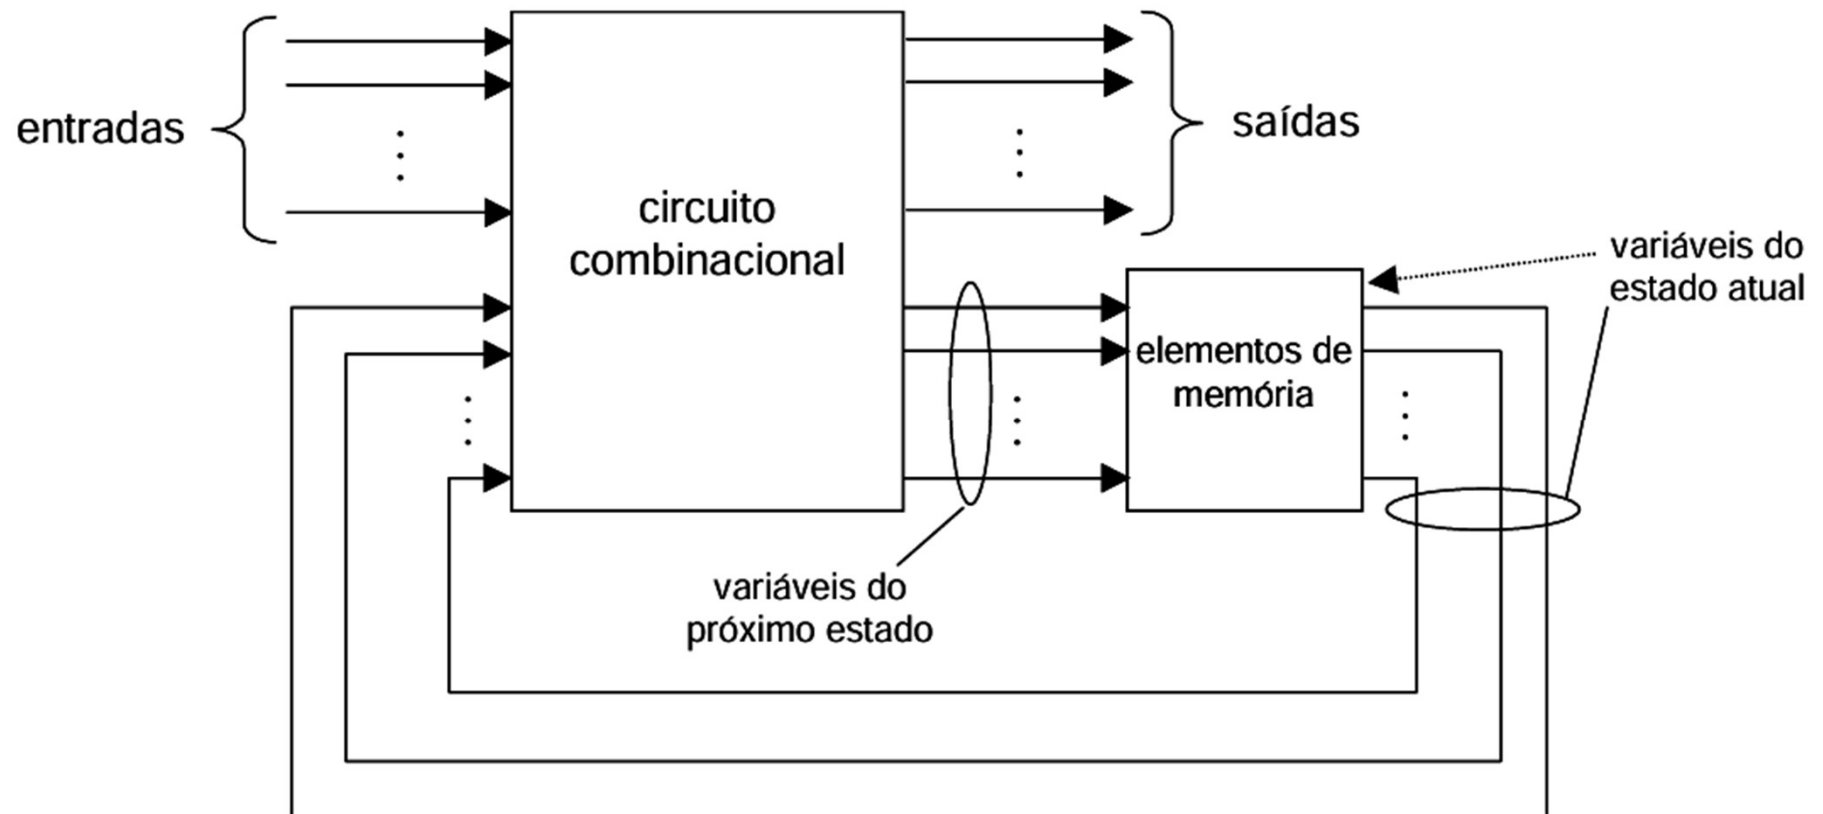 entradas
circuito
combinacional
saídas
variáveis do
estado atual
elementos de
memória
variáveis do
próximo estado